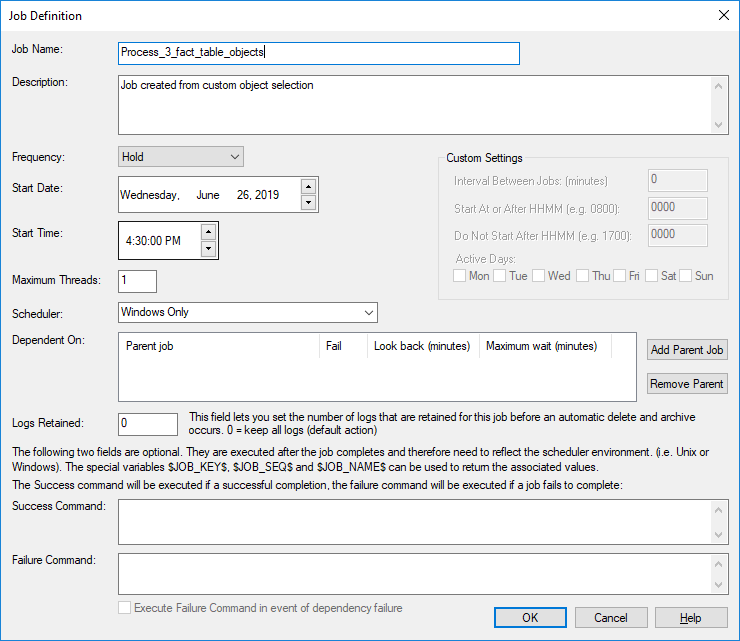 Job Definition
Job Name:
Process_3_fact_table_objects
Description:
Job created from custom object selection
Frequency:
Hold
Custom Settings
Interval Between Jobs: (minutes)
0
Start Date:
Wednesday, June 26, 2019
Start At or After HHMM (e.g. 0800):
0000
Start Time:
4:30:00 PM
Do Not Start After HHMM (e.g. 1700):
0000
Active Days:
Mon Tue Wed Thu Fri Sat Sun
Maximum Threads:
1
Scheduler:
Windows Only
Dependent On:
Parent job Fail Look back (minutes) Maximum wait (minutes)
Add Parent Job
Remove Parent
Logs Retained:
0
This field lets you set the number of logs that are retained for this job before an automatic delete and archive
occurs. 0 = keep all logs (default action)
The following two fields are optional. They are executed after the job completes and therefore need to reflect the scheduler environment. (i.e. Unix or
Windows). The special variables $JOB_KEY$, $JOB_SEQ$ and $JOB_NAME$ can be used to return the associated values.
The Success command will be executed if a successful completion, the failure command will be executed if a job fails to complete:
Success Command:
Failure Command:
Execute Failure Command in event of dependency failure
OK Cancel Help